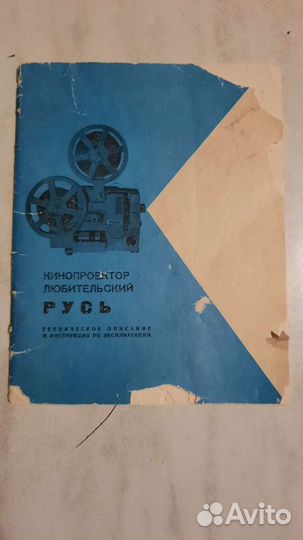 КИНОПРОЕКТОР
ЛЮБИТЕЛЬСКИЙ
РУСЬ
ТЕХНИЧЕСКОЕ ОПИСАНИЕ
И ИНСТРУКЦИЯ ПО ЭКСПЛУАТАЦИИ
Avito